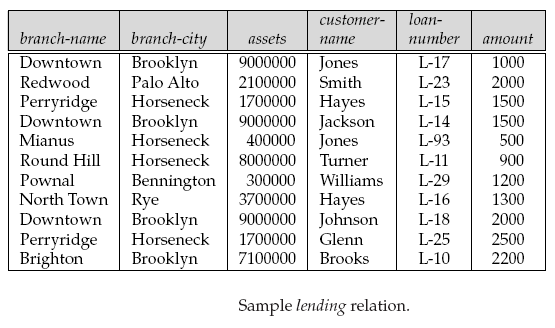 branch-name branch-city assets customer-name loan-number amount
Downtown Brooklyn 9000000 Jones L-17 1000
Redwood Palo Alto 2100000 Smith L-23 2000
Perryridge Horseneck 1700000 Hayes L-15 1500
Downtown Brooklyn 9000000 Jackson L-14 1500
Mianus Horseneck 400000 Jones L-93 500
Round Hill Horseneck 8000000 Turner L-11 900
Pownal Bennington 300000 Williams L-29 1200
North Town Rye 3700000 Hayes L-16 1300
Downtown Brooklyn 9000000 Johnson L-18 2000
Perryridge Horseneck 1700000 Glenn L-25 2500
Brighton Brooklyn 7100000 Brooks L-10 2200
Sample lending relation.